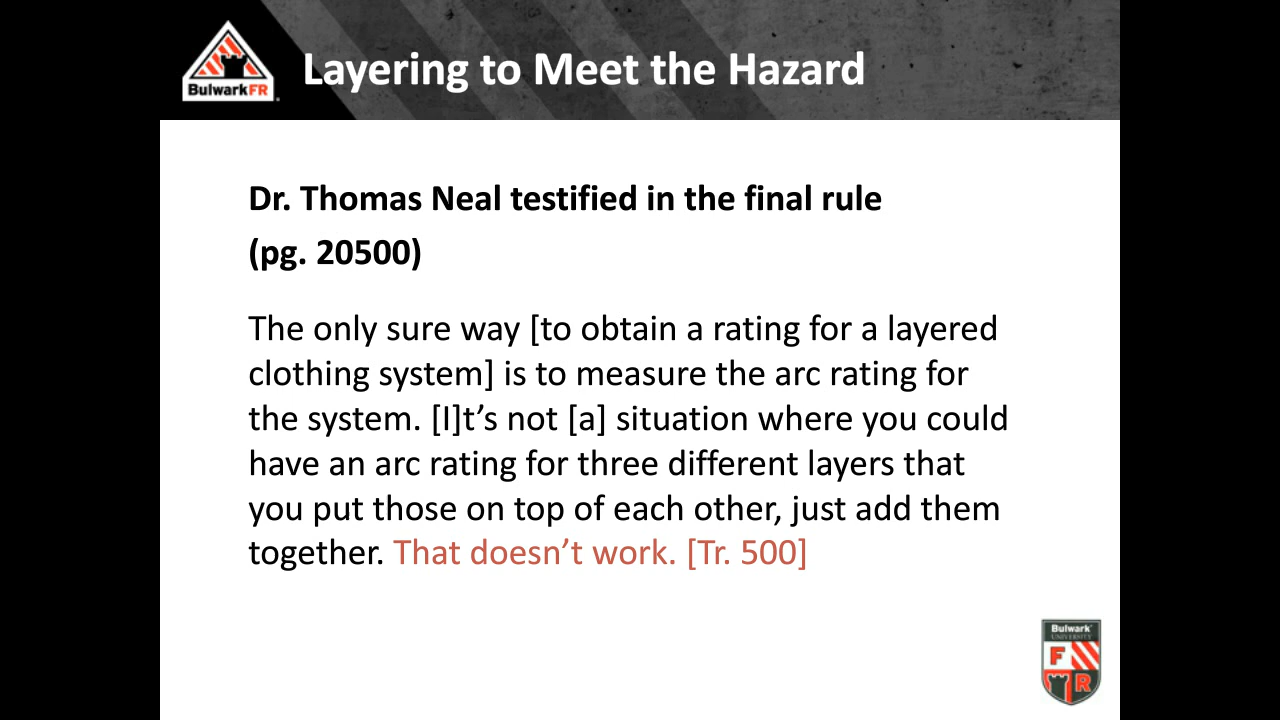 BulwarkFR
Layering to Meet the Hazard
Dr. Thomas Neal testified in the final rule
(pg. 20500)
The only sure way [to obtain a rating for a layered
clothing system] is to measure the arc rating for
the system. [I]t’s not [a] situation where you could
have an arc rating for three different layers that
you put those on top of each other, just add them
together. That doesn’t work. [Tr. 500]
Bulwark
UNIVERSITY
F
R